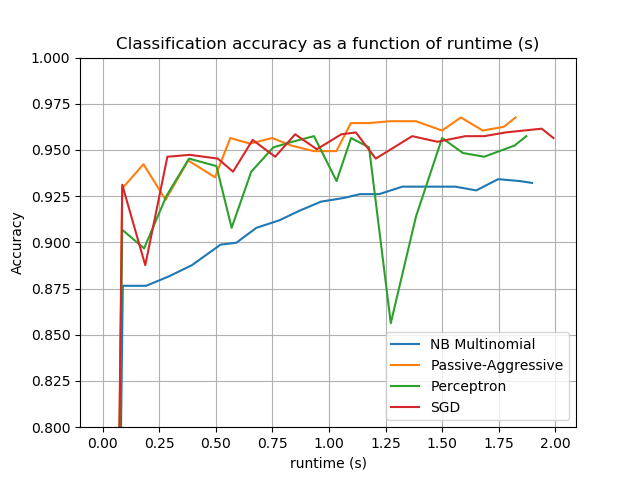 Classification accuracy as a function of runtime (s)
1.000
0.975
0.950
0.925
0.900
0.875
0.850
0.825
0.800
Accuracy
NB Multinomial
Passive-Aggressive
Perceptron
SGD
0.00 0.25 0.50 0.75 1.00 1.25 1.50 1.75 2.00
runtime (s)